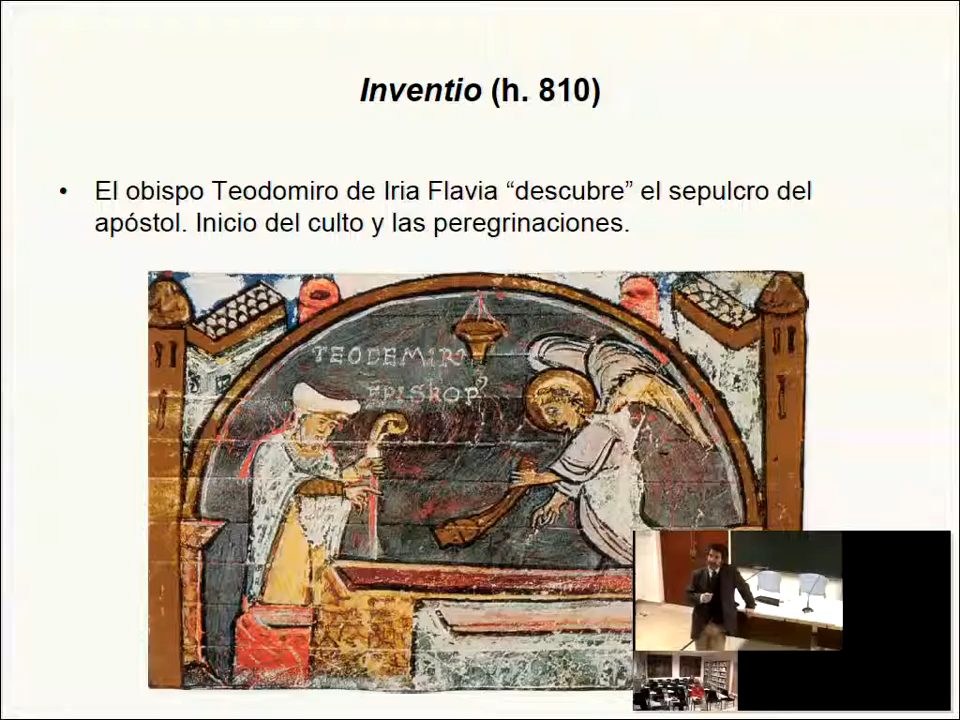 Inventio (h. 810)
• El obispo Teodomiro de Iria Flavia “descubre” el sepulcro del
apóstol. Inicio del culto y las peregrinaciones.
TEODEMIR
EPISKOP